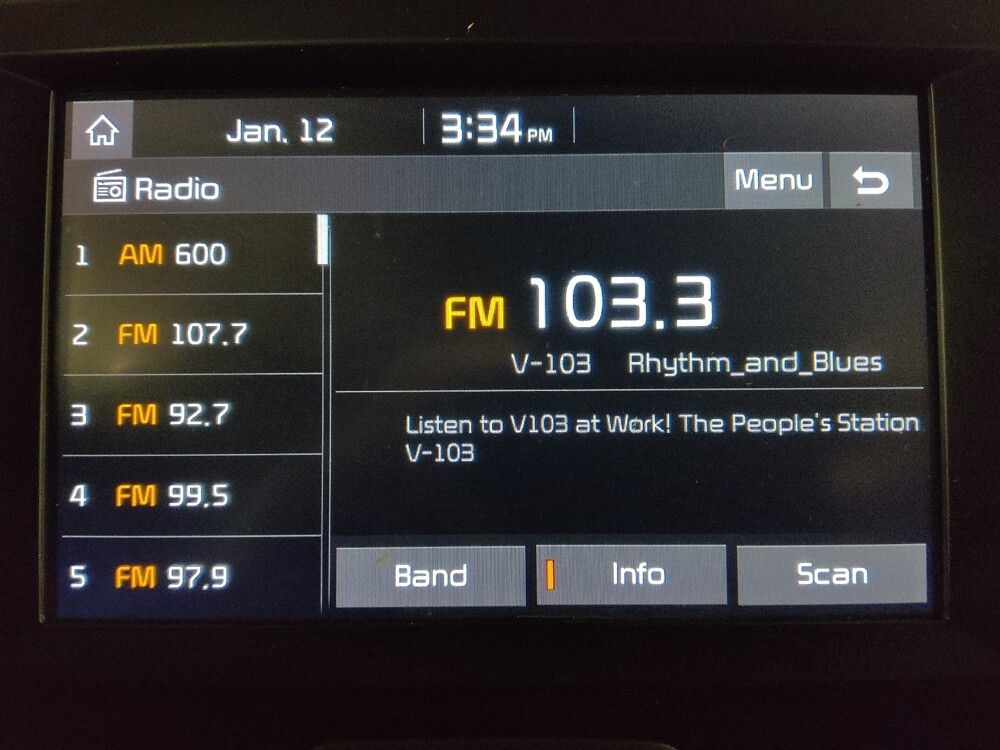 Jan. 12 3:34 PM
Radio Menu
1 AM 600
2 FM 107.7
3 FM 92.7
4 FM 99.5
5 FM 97.9
FM 103.3
V-103 Rhythm_and_Blues
Listen to V103 at Work! The People's Station
V-103
Band Info Scan